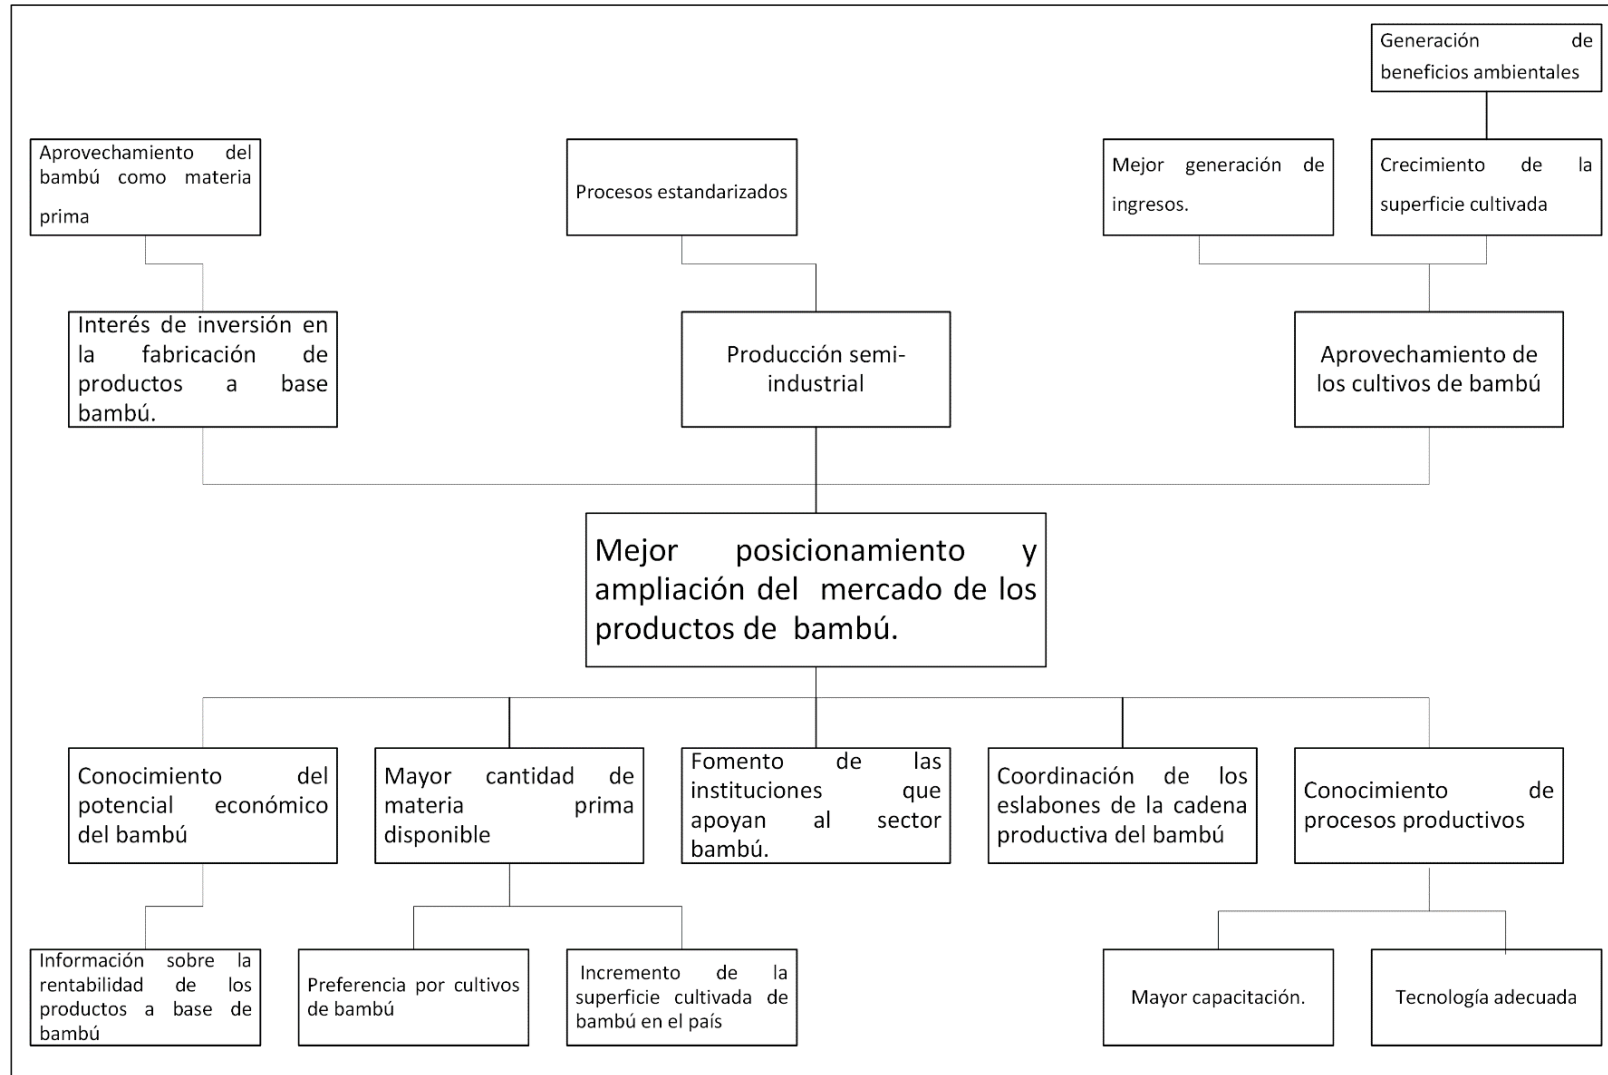 Generación de
beneficios ambientales
Aprovechamiento del
bambú como materia
prima
Procesos estandarizados
Mejor generación de
ingresos.
Crecimiento de la
superficie cultivada
Interés de inversión en
la fabricación de
productos a base
bambú.
Producción semi-
industrial
Aprovechamiento de
los cultivos de bambú
Mejor posicionamiento y
ampliación del mercado de los
productos de bambú.
Conocimiento del
potencial económico
del bambú
Mayor cantidad de
materia prima
disponible
Fomento de las
instituciones que
apoyan al sector
bambú.
Coordinación de los
eslabones de la cadena
productiva del bambú
Conocimiento de
procesos productivos
Información sobre la
rentabilidad de los
productos a base de
bambú
Preferencia por cultivos
de bambú
Incremento de la
superficie cultivada de
bambú en el país
Mayor capacitación.
Tecnología adecuada